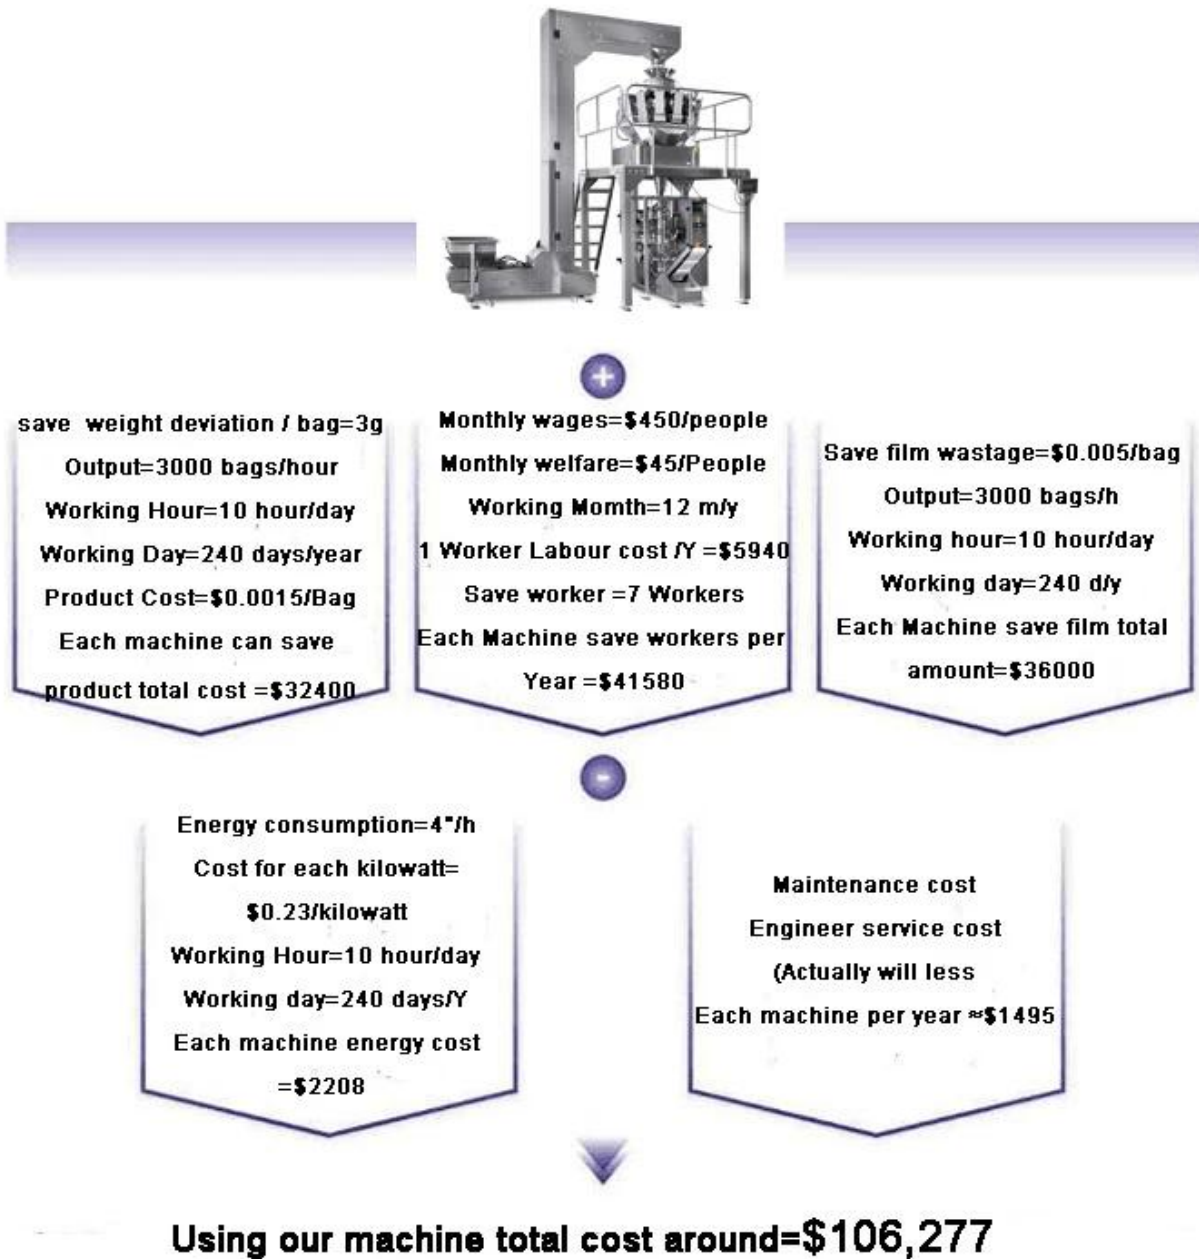 +
save weight deviation / bag=3g
Output=3000 bags/hour
Working Hour=10 hour/day
Working Day=240 days/year
Product Cost=$0.0015/Bag
Each machine can save
product total cost =$32400
Monthly wages=$450/people
Monthly welfare=$45/People
Working Momth=12 m/y
1 Worker Labour cost /Y =$5940
Save worker =7 Workers
Each Machine save workers per
Year =$41580
Save film wastage=$0.005/bag
Output=3000 bags/h
Working hour=10 hour/day
Working day=240 d/y
Each Machine save film total
amount=$36000
-
Energy consumption=4"/h
Cost for each kilowatt=
$0.23/kilowatt
Working Hour=10 hour/day
Working day=240 days/Y
Each machine energy cost
=$2208
Maintenance cost
Engineer service cost
(Actually will less
Each machine per year ≈$1495
Using our machine total cost around=$106,277